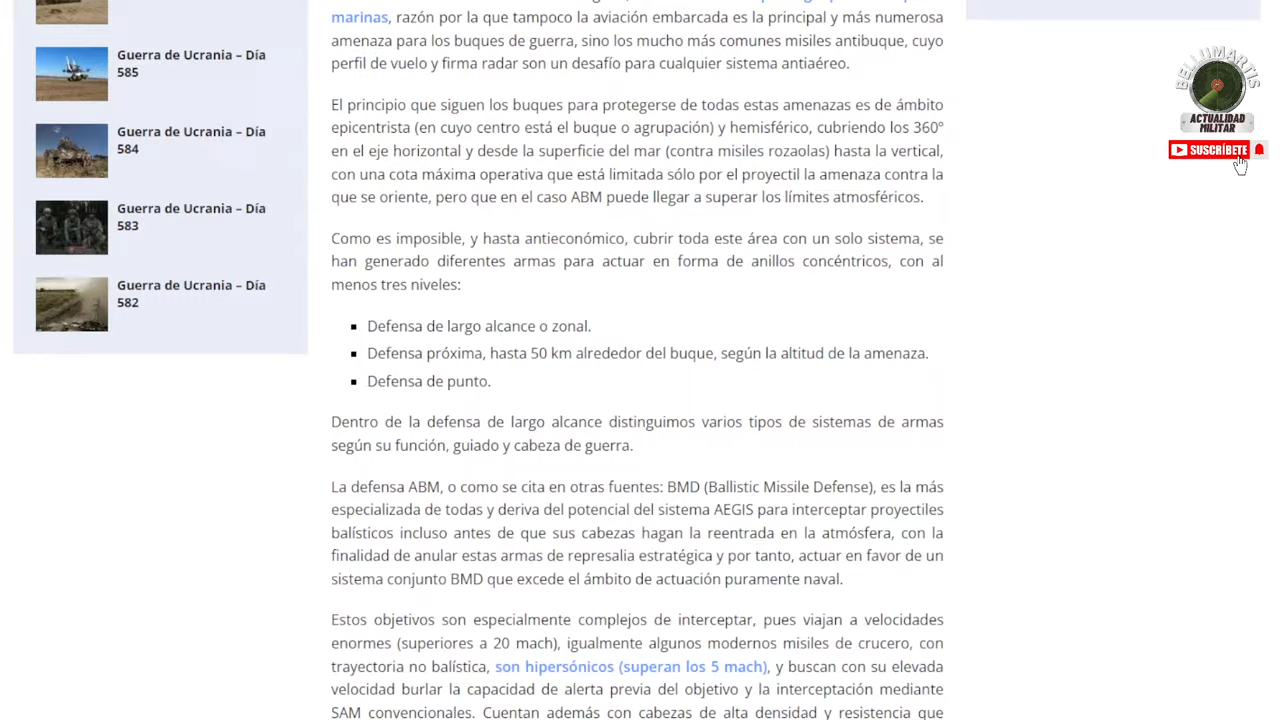 Guerra de Ucrania – Día
585
Guerra de Ucrania – Día
584
Guerra de Ucrania – Día
583
Guerra de Ucrania – Día
582
marinas, razón por la que tampoco la aviación embarcada es la principal y más numerosa
amenaza para los buques de guerra, sino los mucho más comunes misiles antibuque, cuyo
perfil de vuelo y firma radar son un desafío para cualquier sistema antiaéreo.
El principio que siguen los buques para protegerse de todas estas amenazas es de ámbito
epicentrista (en cuyo centro está el buque o agrupación) y hemisférico, cubriendo los 360º
en el eje horizontal y desde la superficie del mar (contra misiles rozaolas) hasta la vertical,
con una cota máxima operativa que está limitada sólo por el proyectil la amenaza contra la
que se oriente, pero que en el caso ABM puede llegar a superar los límites atmosféricos.
Como es imposible, y hasta antieconómico, cubrir toda este área con un solo sistema, se
han generado diferentes armas para actuar en forma de anillos concéntricos, con al
menos tres niveles:
Defensa de largo alcance o zonal.
Defensa próxima, hasta 50 km alrededor del buque, según la altitud de la amenaza.
Defensa de punto.
Dentro de la defensa de largo alcance distinguimos varios tipos de sistemas de armas
según su función, guiado y cabeza de guerra.
La defensa ABM, o como se cita en otras fuentes: BMD (Ballistic Missile Defense), es la más
especializada de todas y deriva del potencial del sistema AEGIS para interceptar proyectiles
balísticos incluso antes de que sus cabezas hagan la reentrada en la atmósfera, con la
finalidad de anular estas armas de represalia estratégica y por tanto, actuar en favor de un
sistema conjunto BMD que excede el ámbito de actuación puramente naval.
Estos objetivos son especialmente complejos de interceptar, pues viajan a velocidades
enormes (superiores a 20 mach), igualmente algunos modernos misiles de crucero, con
trayectoria no balística, son hipersónicos (superan los 5 mach), y buscan con su elevada
velocidad burlar la capacidad de alerta previa del objetivo y la interceptación mediante
SAM convencionales. Cuentan además con cabezas de alta densidad y resistencia que
BELLUMARTIS
ACTUALIDAD
MILITAR
SUSCRÍBETE